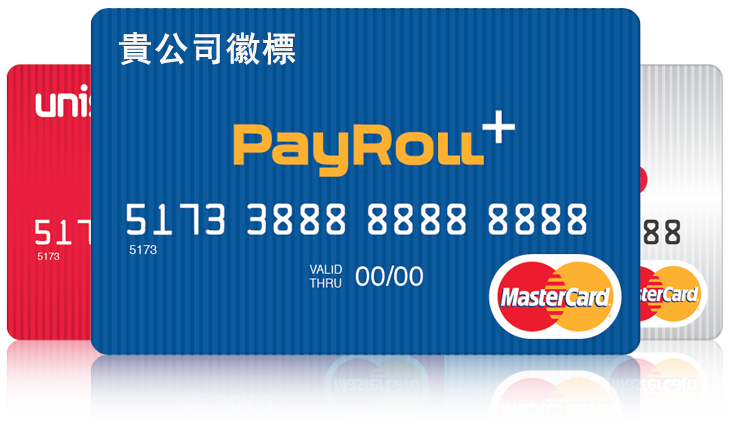 貴公司徽標
PayRoll+
5173 3888 8888 8888
5173
VALID THRU 00/00
MasterCard
unis
517
5173
88